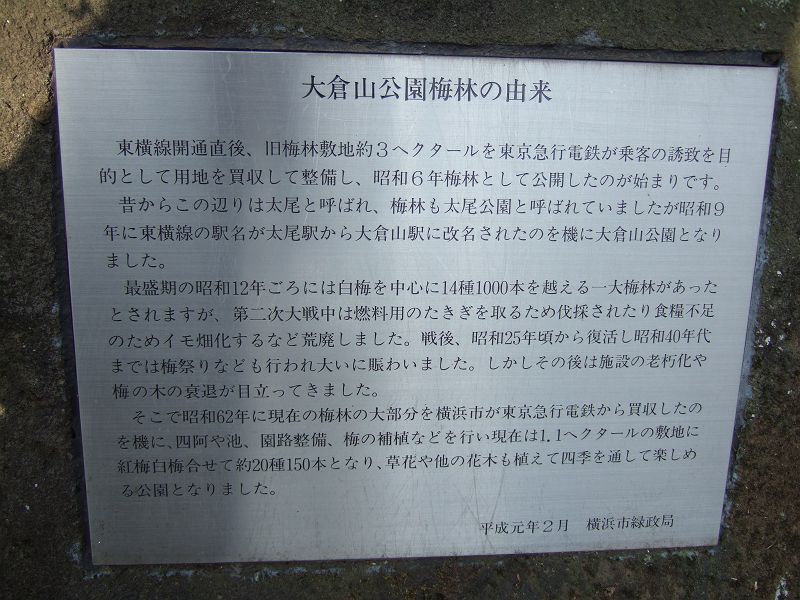 大倉山公園梅林の由来
東横線開通直後、旧梅林敷地約3ヘクタールを東京急行電鉄が乗客の誘致を目
的として用地を買収して整備し、昭和6年梅林として公開したのが始まりです。
昔からこの辺りは太尾と呼ばれ、梅林も太尾公園と呼ばれていましたが昭和9
年に東横線の駅名が太尾駅から大倉山駅に改名されたのを機に大倉山公園となり
ました。
最盛期の昭和12年ごろには白梅を中心に14種1000本を越える一大梅林があった
とされますが、第二次大戦中は燃料用のたきぎを取るため伐採されたり食糧不足
のためイモ畑化するなど荒廃しました。戦後、昭和25年頃から復活し昭和40年代
までは梅祭りなども行われ大いに賑わいました。しかしその後は施設の老朽化や
梅の木の衰退が目立ってきました。
そこで昭和62年に現在の梅林の大部分を横浜市が東京急行電鉄から買収したの
を機に、四阿や池、園路整備、梅の補植などを行い現在は1.1ヘクタールの敷地に
紅梅白梅合せて約20種150本となり、草花や他の花木も植えて四季を通して楽しめ
る公園となりました。
平成元年2月　横浜市緑政局